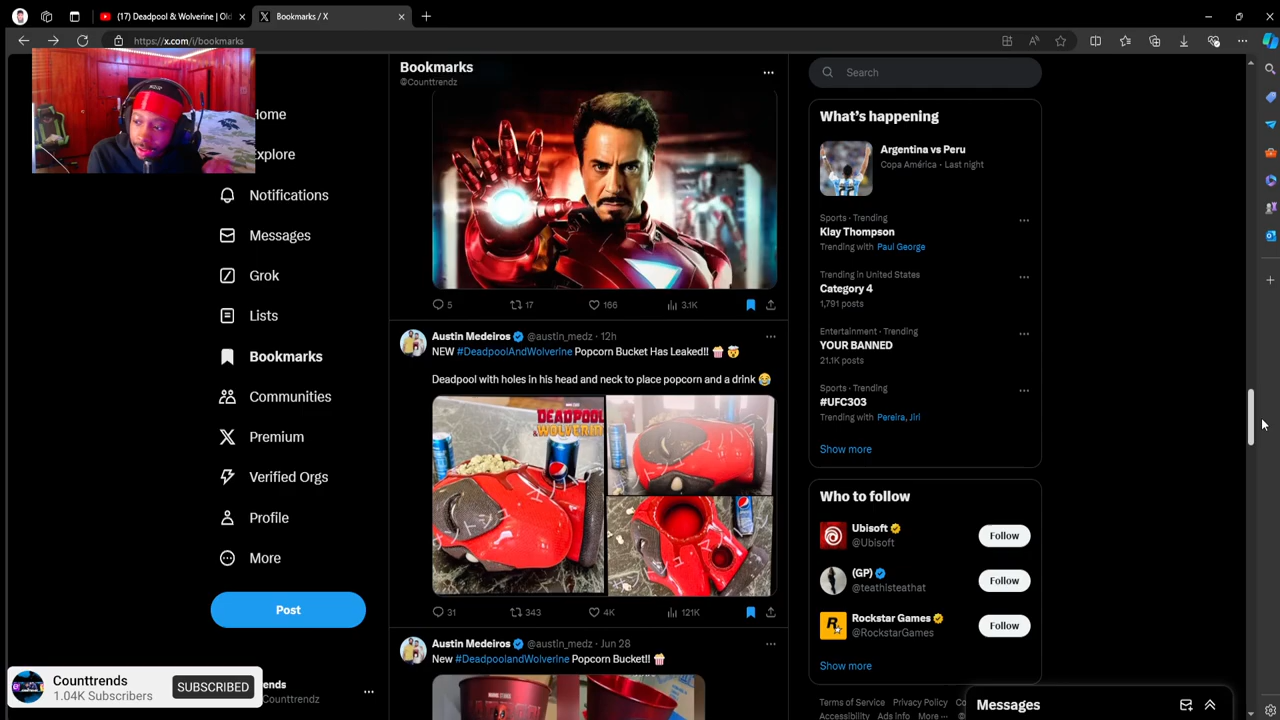 (17) Deadpool & Wolverine | Old
Bookmarks / X
https://x.com/i/bookmarks
Home
Explore
Notifications
Messages
Grok
Lists
Bookmarks
Communities
Premium
Verified Orgs
Profile
More
Post
ends
Counttrendz
Counttrends
1.04K Subscribers
SUBSCRIBED
Bookmarks
@Counttrendz
5
17
166
3.1K
Austin Medeiros @austin_medz · 12h
NEW #DeadpoolAndWolverine Popcorn Bucket Has Leaked!! 🍿 🤯
Deadpool with holes in his head and neck to place popcorn and a drink 😂
DEADPOOL
WOLVERINE
31
343
4K
121K
Austin Medeiros @austin_medz · Jun 28
New #DeadpoolandWolverine Popcorn Bucket!! 🍿
Search
What's happening
Argentina vs Peru
Copa América · Last night
Sports · Trending
Klay Thompson
Trending with Paul George
Trending in United States
Category 4
1,791 posts
Entertainment · Trending
YOUR BANNED
21.1K posts
Sports · Trending
#UFC303
Trending with Pereira, Jiri
Show more
Who to follow
Ubisoft
@Ubisoft
Follow
(GP)
@teathisteathat
Follow
Rockstar Games
@RockstarGames
Follow
Show more
Terms of Service Privacy Policy Co
Accessibility Ads info More ···
Messages